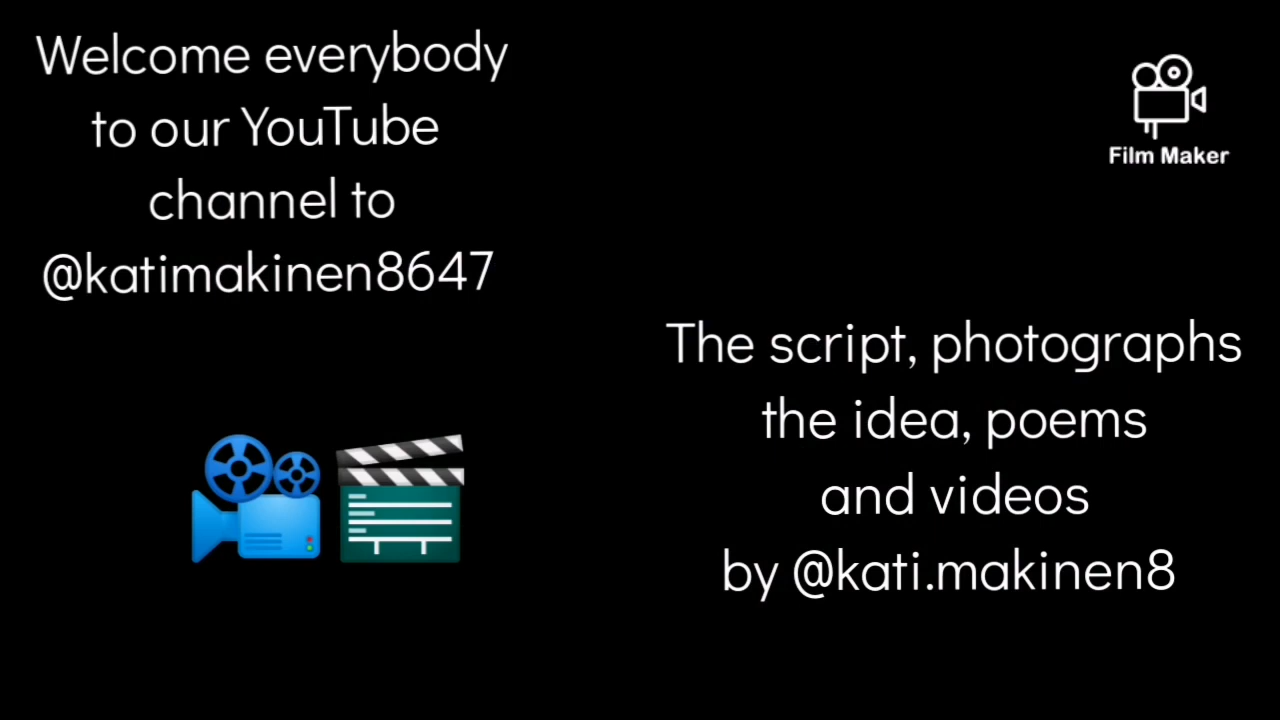 Welcome everybody
to our YouTube
channel to
@katimakinen8647
Film Maker
The script, photographs
the idea, poems
and videos
by @kati.makinen8